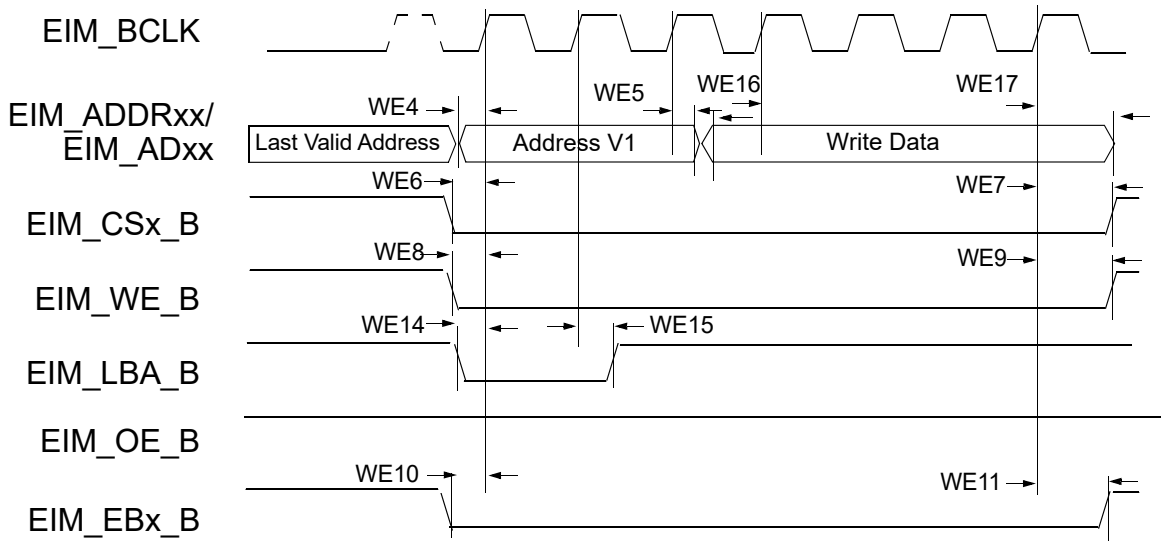 EIM_BCLK
WE4
WE5
WE16
WE17
EIM_ADDRxx/
EIM_ADxx
Last Valid Address
Address V1
Write Data
WE6
WE7
EIM_CSx_B
WE8
WE9
EIM_WE_B
WE14
WE15
EIM_LBA_B
EIM_OE_B
WE10
WE11
EIM_EBx_B